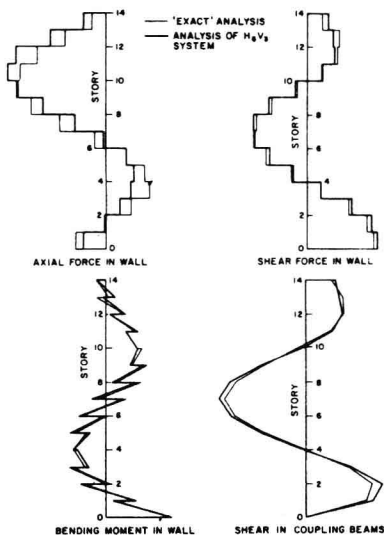 'EXACT' ANALYSIS
ANALYSIS OF H₆V₃
SYSTEM
14
12
10
STORY
8
6
4
2
0
AXIAL FORCE IN WALL
14
12
10
8
STORY
6
4
2
0
SHEAR FORCE IN WALL
14
12
10
STORY
8
6
4
2
0
BENDING MOMENT IN WALL
14
12
10
8
STORY
6
4
2
0
SHEAR IN COUPLING BEAMS